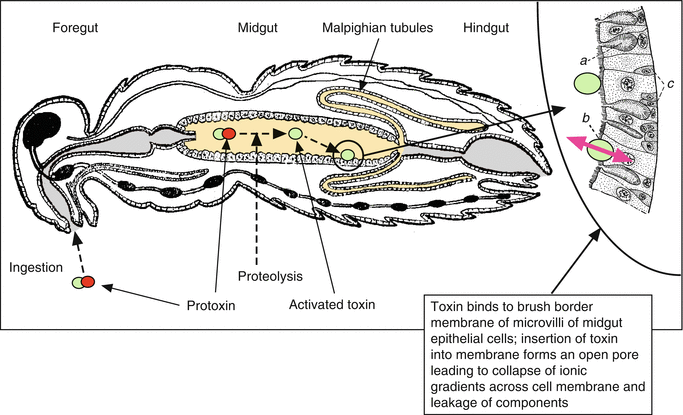 Foregut
Midgut
Malpighian tubules
Hindgut
a
c
b
Ingestion
Proteolysis
Protoxin
Activated toxin
Toxin binds to brush border
membrane of microvilli of midgut
epithelial cells; insertion of toxin
into membrane forms an open pore
leading to collapse of ionic
gradients across cell membrane and
leakage of components